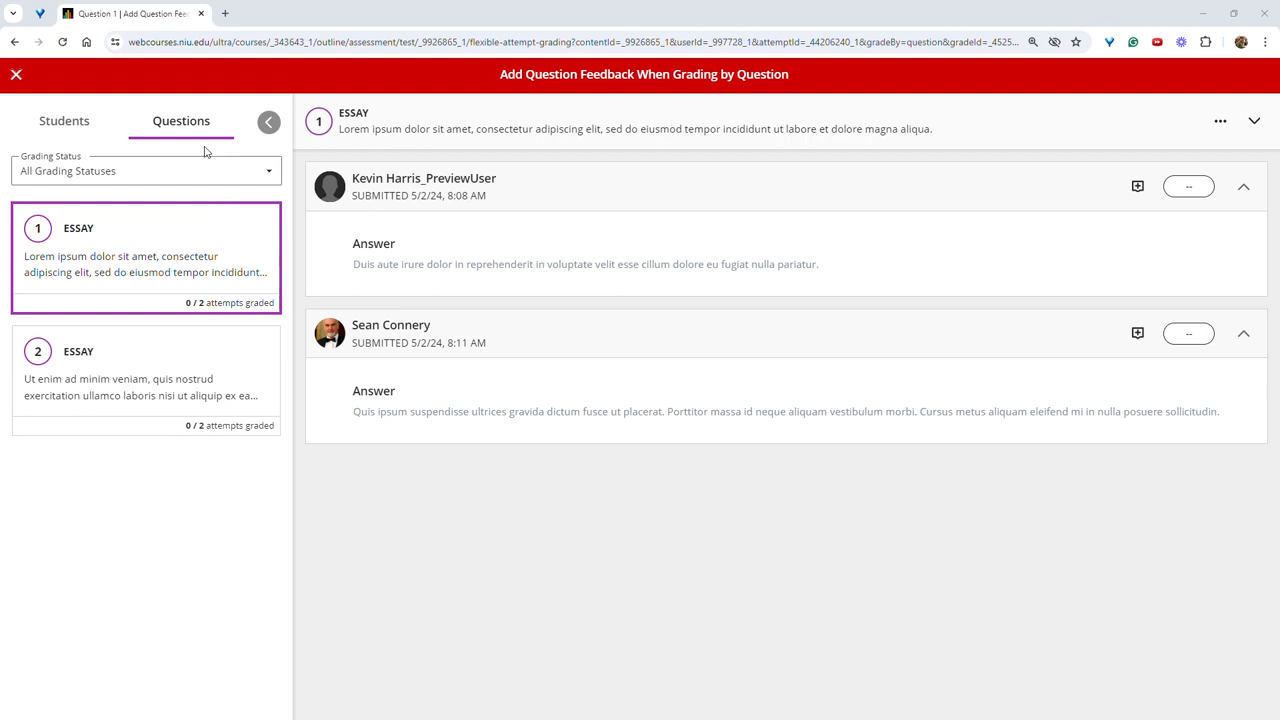 Question 1 | Add Question Fee
webcourses.niu.edu/ultra/courses/_343643_1/outline/assessment/test/_9926865_1/flexible-attempt-grading?contentId=_9926865_1&userId=_997728_1&attemptId=_44206240_1&gradeBy=question&gradeId=_4525...
Add Question Feedback When Grading by Question
Students
Questions
Grading Status
All Grading Statuses
1
ESSAY
Lorem ipsum dolor sit amet, consectetur
adipiscing elit, sed do eiusmod tempor incididunt...
0 / 2 attempts graded
2
ESSAY
Ut enim ad minim veniam, quis nostrud
exercitation ullamco laboris nisi ut aliquip ex ea...
0 / 2 attempts graded
1
ESSAY
Lorem ipsum dolor sit amet, consectetur adipiscing elit, sed do eiusmod tempor incididunt ut labore et dolore magna aliqua.
Kevin Harris_PreviewUser
SUBMITTED 5/2/24, 8:08 AM
--
Answer
Duis aute irure dolor in reprehenderit in voluptate velit esse cillum dolore eu fugiat nulla pariatur.
Sean Connery
SUBMITTED 5/2/24, 8:11 AM
--
Answer
Quis ipsum suspendisse ultrices gravida dictum fusce ut placerat. Porttitor massa id neque aliquam vestibulum morbi. Cursus metus aliquam eleifend mi in nulla posuere sollicitudin.